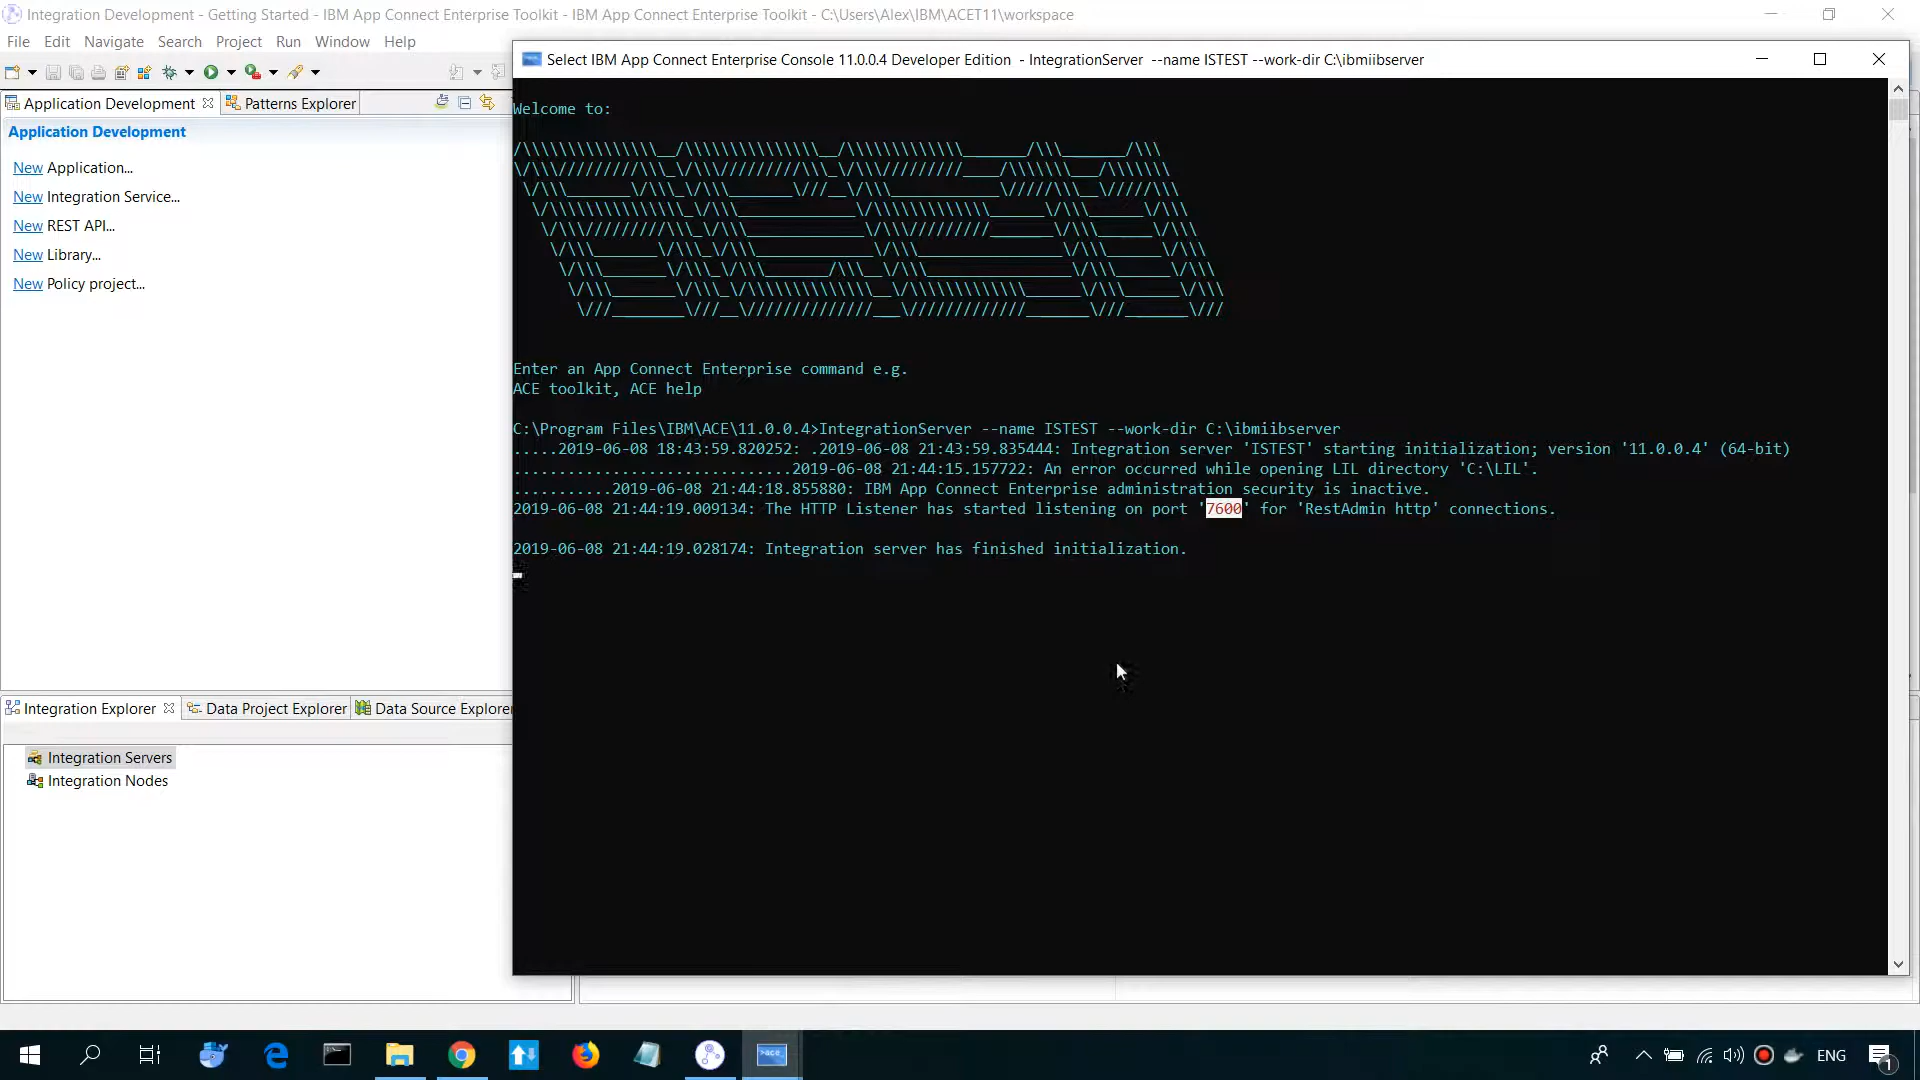 Integration Development - Getting Started - IBM App Connect Enterprise Toolkit - IBM App Connect Enterprise Toolkit - C:\Users\Alex\IBM\ACET11\workspace
File Edit Navigate Search Project Run Window Help
Application Development
Patterns Explorer
Application Development
New Application...
New Integration Service...
New REST API...
New Library...
New Policy project...
Integration Explorer
Data Project Explorer
Data Source Explorer
Integration Servers
Integration Nodes
Select IBM App Connect Enterprise Console 11.0.0.4 Developer Edition - IntegrationServer --name ISTEST --work-dir C:\ibmiibserver
Welcome to:
Enter an App Connect Enterprise command e.g.
ACE toolkit, ACE help
C:\Program Files\IBM\ACE\11.0.0.4>IntegrationServer --name ISTEST --work-dir C:\ibmiibserver
.....2019-06-08 18:43:59.820252: .2019-06-08 21:43:59.835444: Integration server 'ISTEST' starting initialization; version '11.0.0.4' (64-bit)
...............................2019-06-08 21:44:15.157722: An error occurred while opening LIL directory 'C:\LIL'.
...........2019-06-08 21:44:18.855880: IBM App Connect Enterprise administration security is inactive.
2019-06-08 21:44:19.009134: The HTTP Listener has started listening on port '7600' for 'RestAdmin http' connections.
2019-06-08 21:44:19.028174: Integration server has finished initialization.
ENG
1